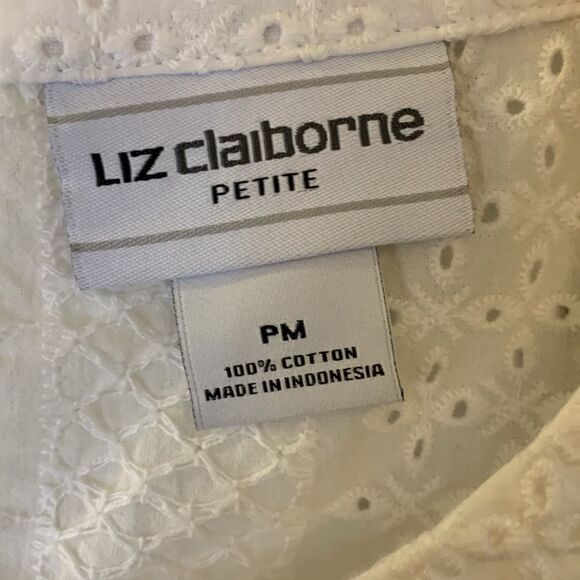 Liz claiborne
PETITE
PM
100% COTTON
MADE IN INDONESIA